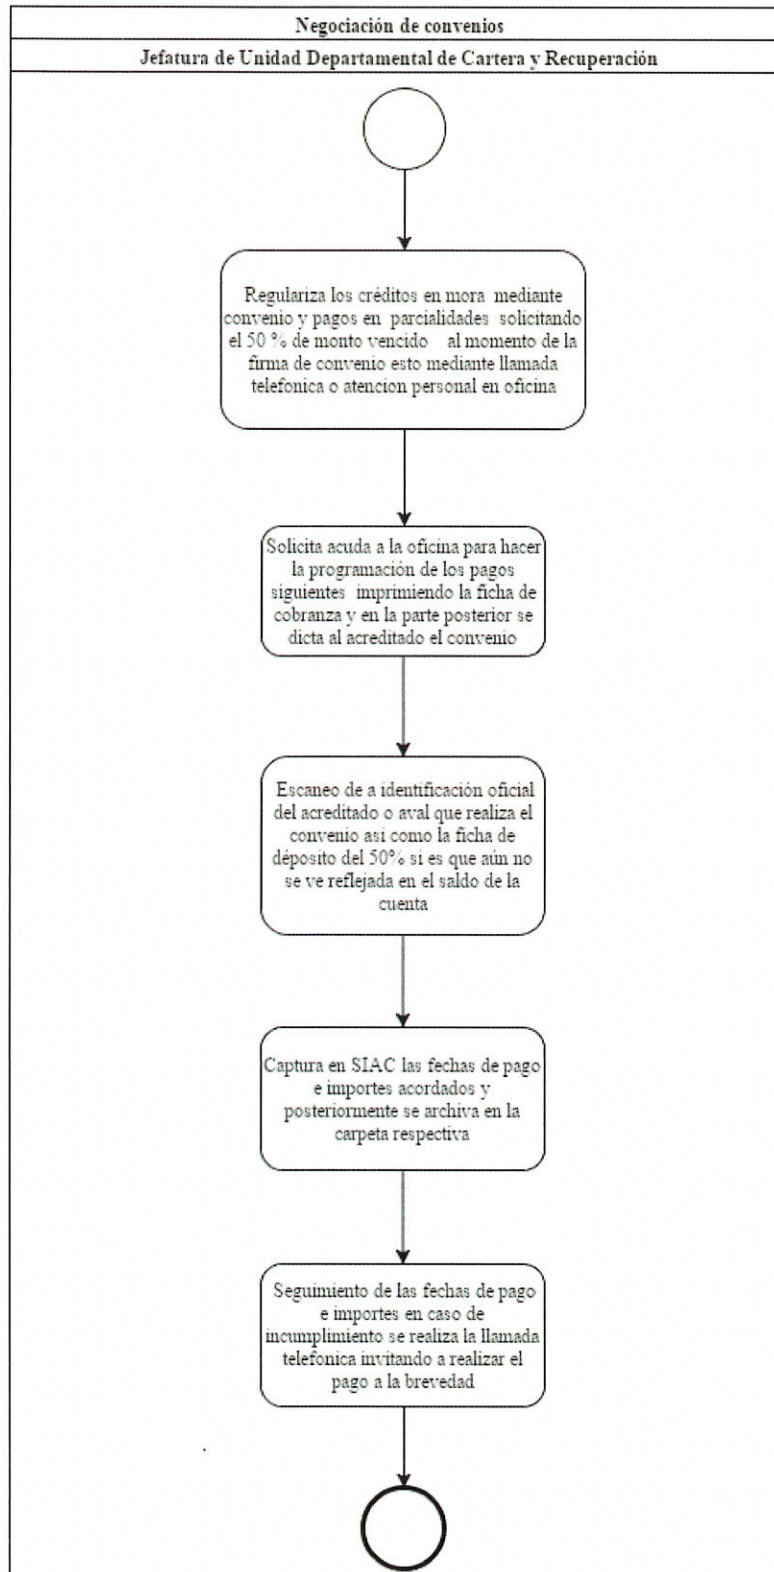 Negociación de convenios
Jefatura de Unidad Departamental de Cartera y Recuperación
Regulariza los créditos en mora mediante
convenio y pagos en parcialidades solicitando
el 50 % de monto vencido al momento de la
firma de convenio esto mediante llamada
telefonica o atencion personal en oficina
Solicita acuda a la oficina para hacer
la programación de los pagos
siguientes imprimiendo la ficha de
cobranza y en la parte posterior se
dicta al acreditado el convenio
Escaneo de a identificación oficial
del acreditado o aval que realiza el
convenio asi como la ficha de
déposito del 50% si es que aún no
se ve reflejada en el saldo de la
cuenta
Captura en SIAC las fechas de pago
e importes acordados y
posteriormente se archiva en la
carpeta respectiva
Seguimiento de las fechas de pago
e importes en caso de
incumplimiento se realiza la llamada
telefonica invitando a realizar el
pago a la brevedad